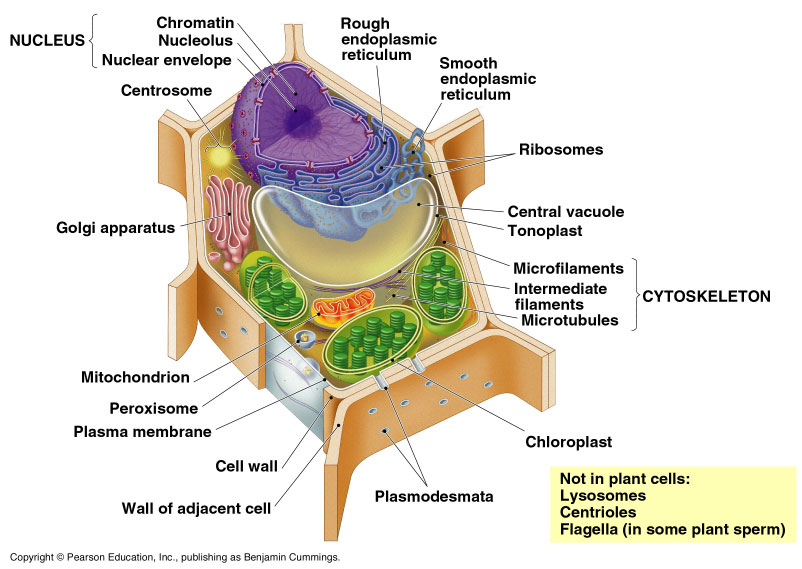 NUCLEUS
Chromatin
Nucleolus
Nuclear envelope
Centrosome
Rough
endoplasmic
reticulum
Smooth
endoplasmic
reticulum
Ribosomes
Golgi apparatus
Central vacuole
Tonoplast
Microfilaments
Intermediate
filaments
Microtubules
CYTOSKELETON
Mitochondrion
Peroxisome
Plasma membrane
Cell wall
Wall of adjacent cell
Plasmodesmata
Chloroplast
Not in plant cells:
Lysosomes
Centrioles
Flagella (in some plant sperm)
Copyright © Pearson Education, Inc., publishing as Benjamin Cummings.